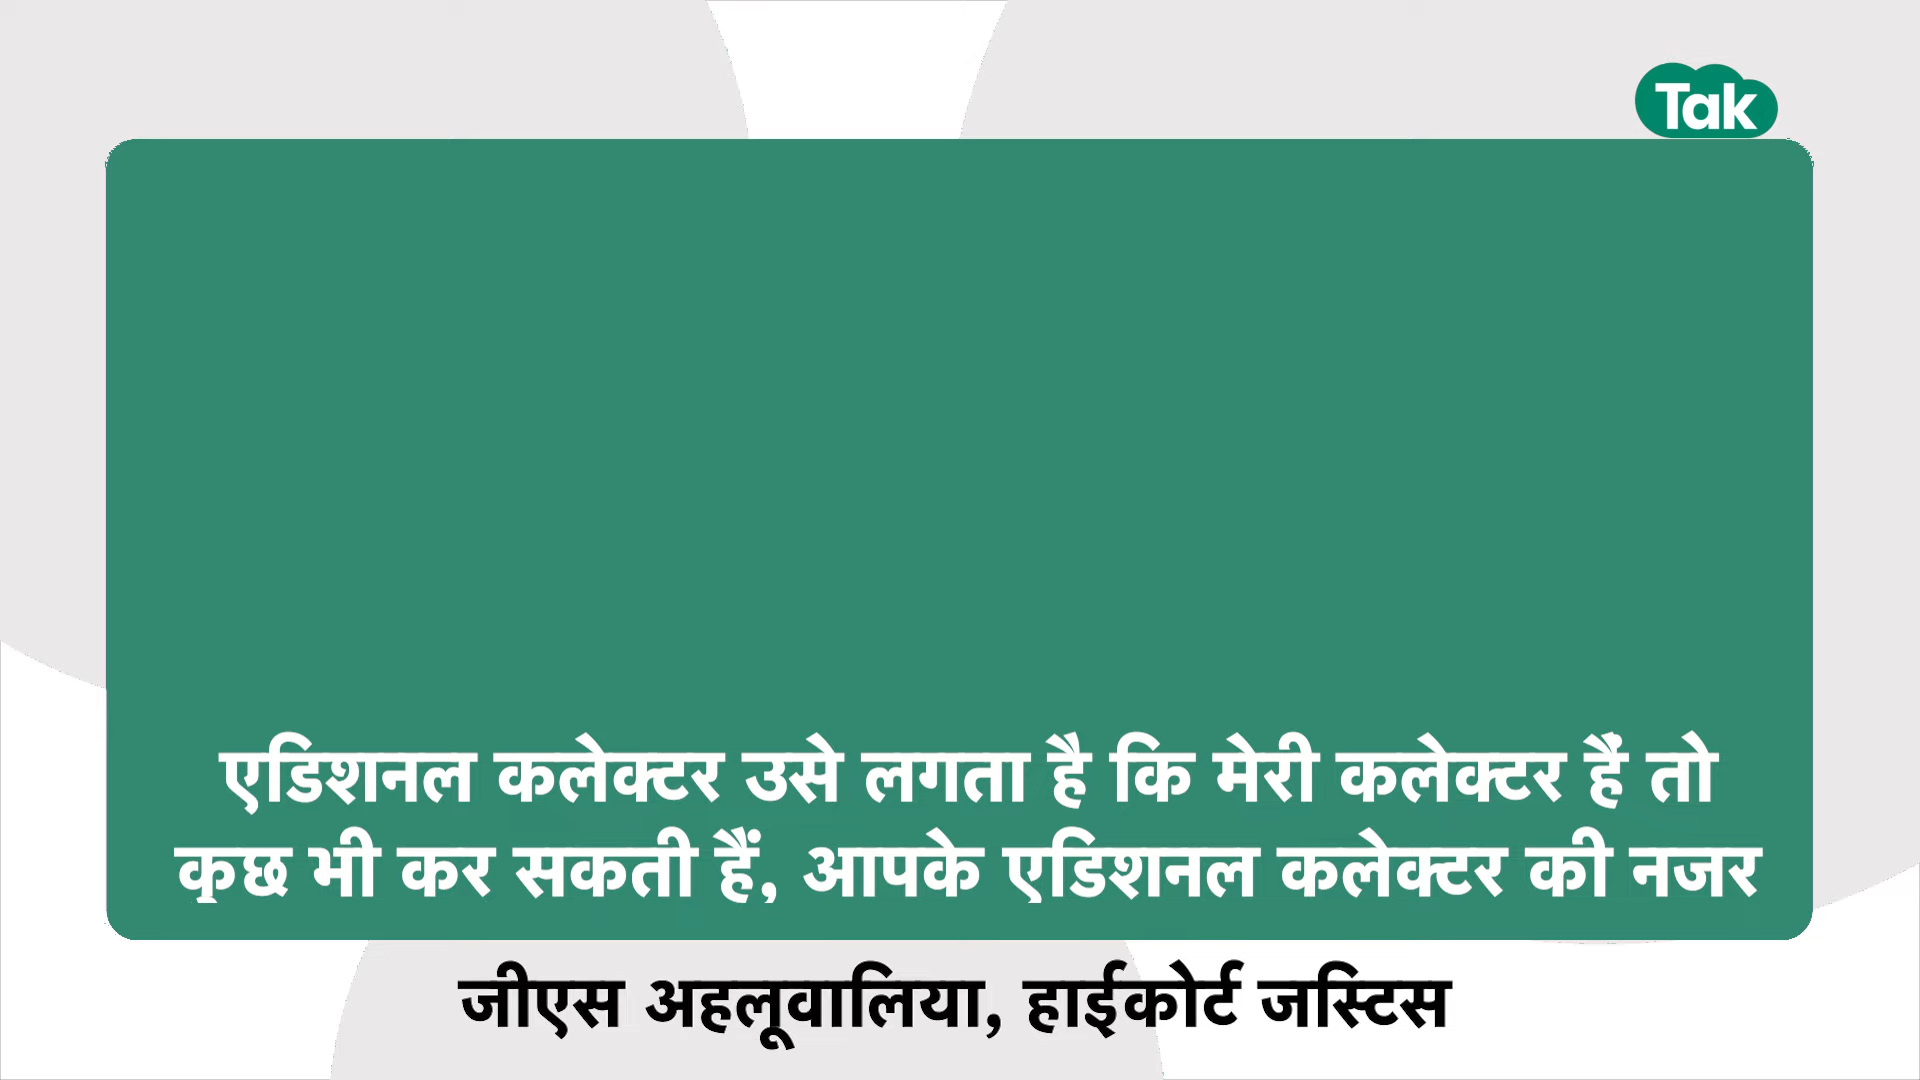 Tak
एडिशनल कलेक्टर उसे लगता है कि मेरी कलेक्टर हैं तो
कुछ भी कर सकती हैं, आपके एडिशनल कलेक्टर की नजर
जीएस अहलूवालिया, हाईकोर्ट जस्टिस